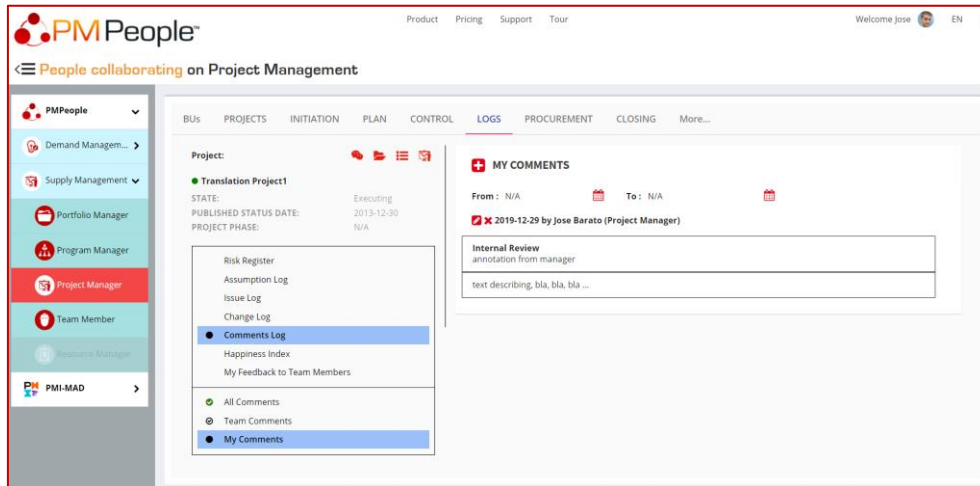 PMPeople™
Product Pricing Support Tour
Welcome Jose EN
People collaborating on Project Management
PMPeople
Demand Managem...
Supply Management
Portfolio Manager
Program Manager
Project Manager
Team Member
Resource Manager
PMI-MAD
BUs PROJECTS INITIATION PLAN CONTROL LOGS PROCUREMENT CLOSING More...
Project:
Translation Project1
STATE: Executing
PUBLISHED STATUS DATE: 2013-12-30
PROJECT PHASE: N/A
Risk Register
Assumption Log
Issue Log
Change Log
Comments Log
Happiness Index
My Feedback to Team Members
All Comments
Team Comments
My Comments
MY COMMENTS
From : N/A To : N/A
2019-12-29 by Jose Barato (Project Manager)
Internal Review
annotation from manager
text describing, bla, bla, bla ...